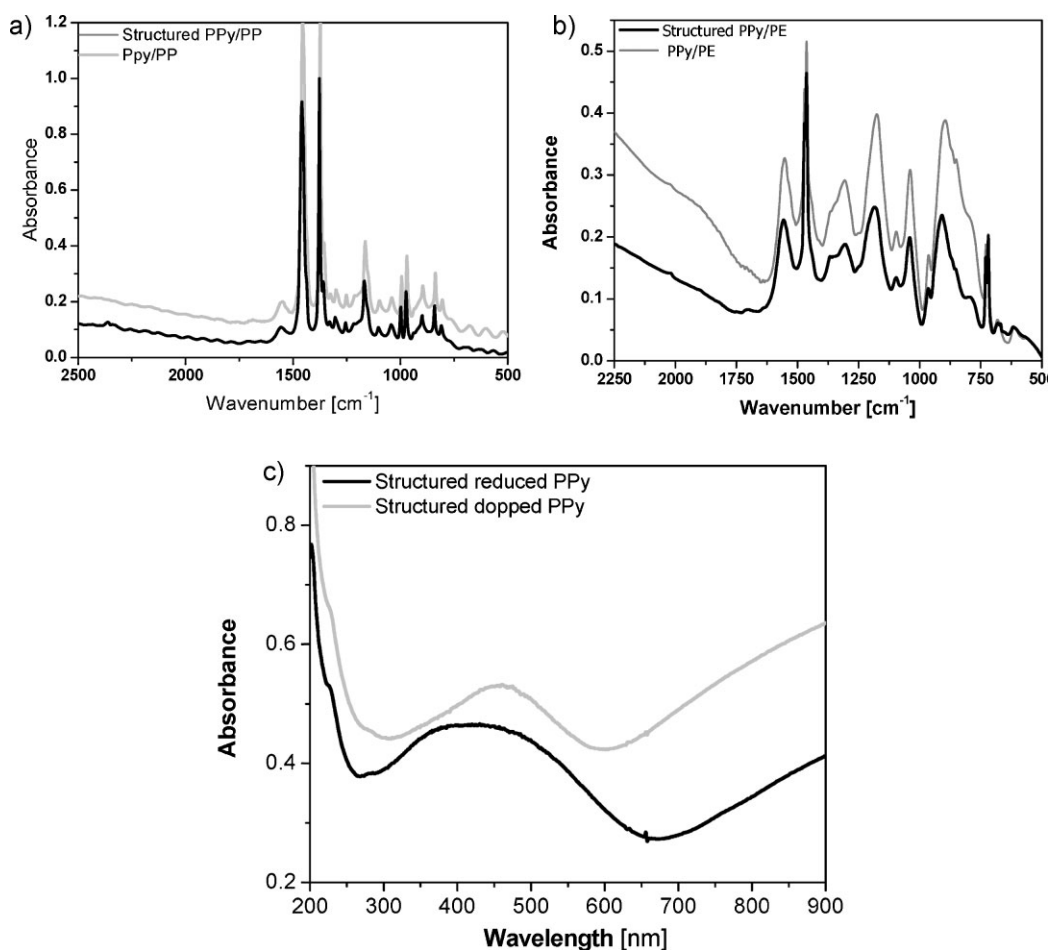 a)
Structured PPy/PP
Ppy/PP
Absorbance
1.2
1.0
0.8
0.6
0.4
0.2
0.0
2500 2000 1500 1000 500
Wavenumber [cm⁻¹]
b)
Structured PPy/PE
PPy/PE
Absorbance
0.5
0.4
0.3
0.2
0.1
0.0
2250 2000 1750 1500 1250 1000 750 500
Wavenumber [cm⁻¹]
c)
Structured reduced PPy
Structured dopped PPy
Absorbance
0.8
0.6
0.4
0.2
200 300 400 500 600 700 800 900
Wavelength [nm]